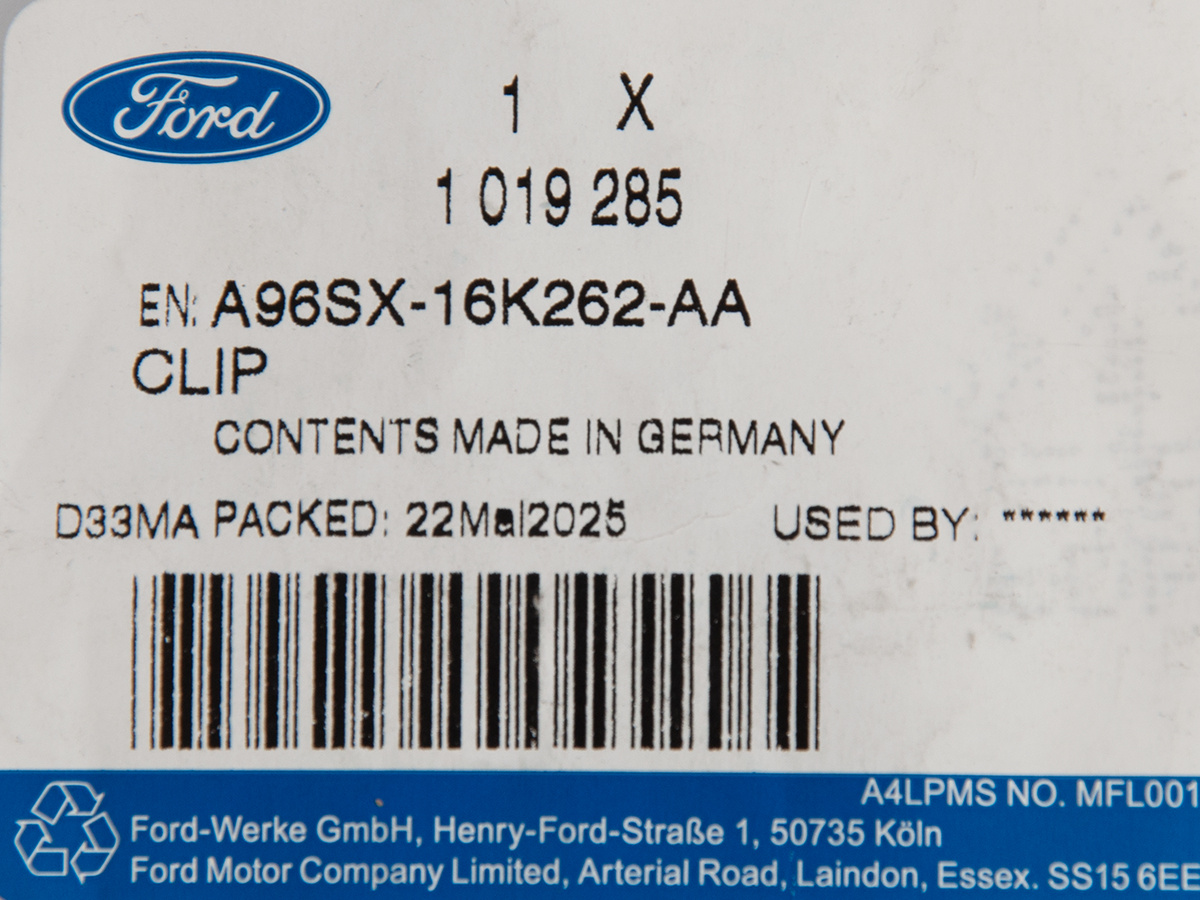 Ford
1 X
1 019 285
EN: A96SX-16K262-AA
CLIP
CONTENTS MADE IN GERMANY
D33MA PACKED: 22Mai2025
USED BY: ******
A4LPMS NO. MFL001
Ford-Werke GmbH, Henry-Ford-Straße 1, 50735 Köln
Ford Motor Company Limited, Arterial Road, Laindon, Essex. SS15 6EE